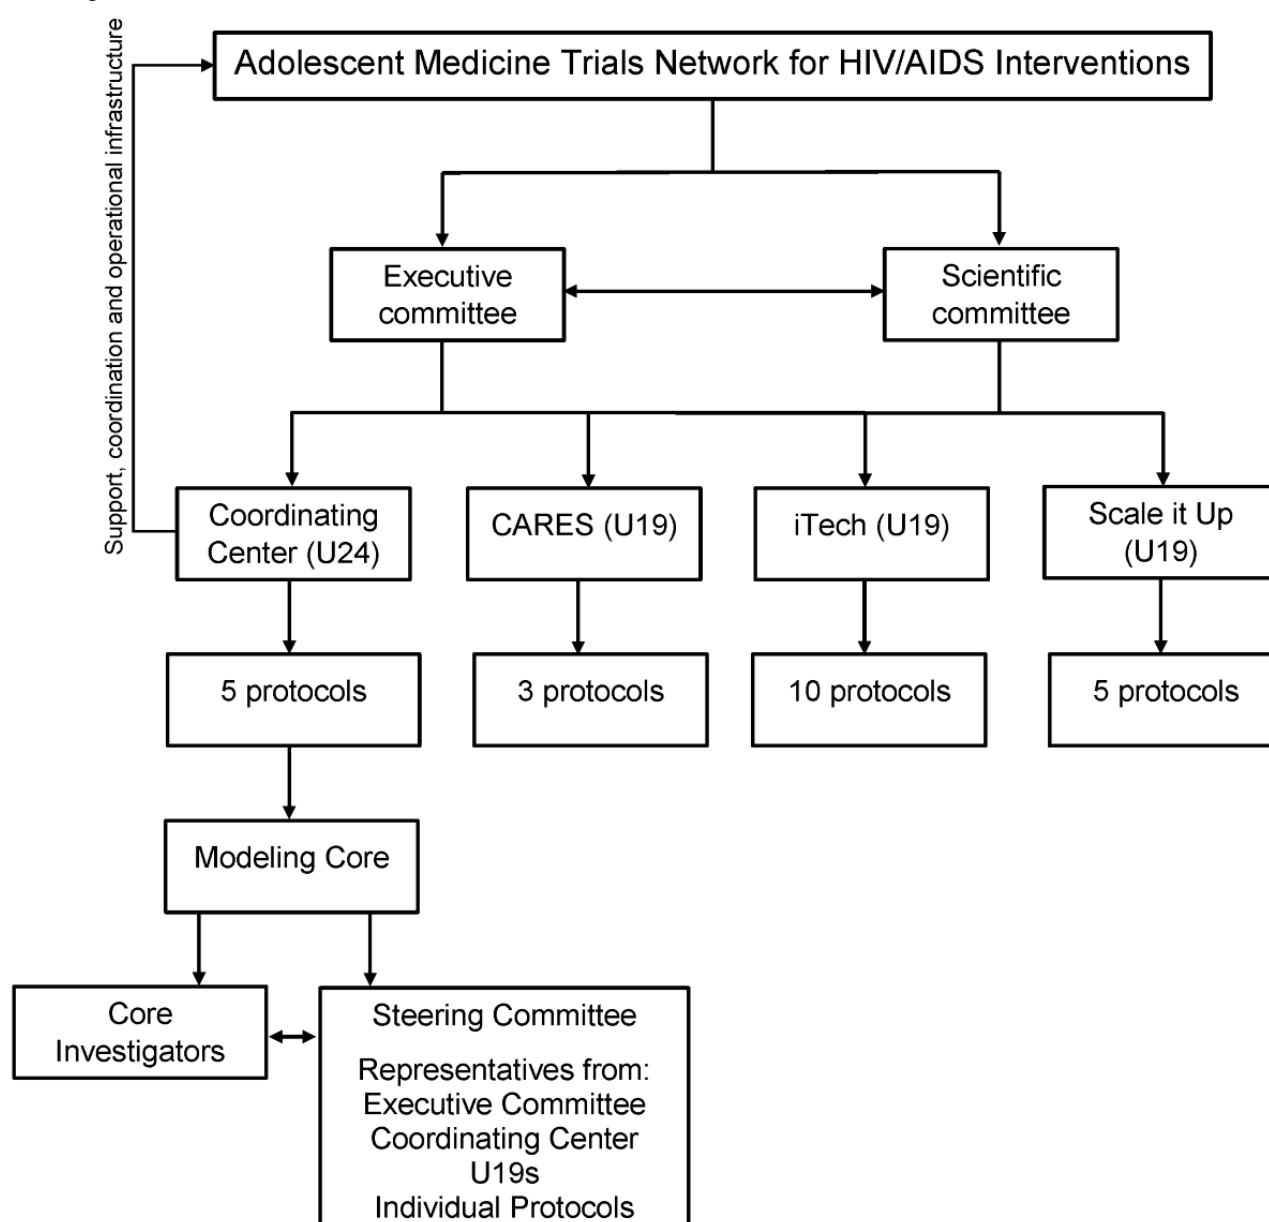 Adolescent Medicine Trials Network for HIV/AIDS Interventions
Support, coordination and operational infrastructure
Executive
committee
Scientific
committee
Coordinating
Center (U24)
CARES (U19)
iTech (U19)
Scale it Up
(U19)
5 protocols
3 protocols
10 protocols
5 protocols
Modeling Core
Core
Investigators
Steering Committee
Representatives from:
Executive Committee
Coordinating Center
U19s
Individual Protocols